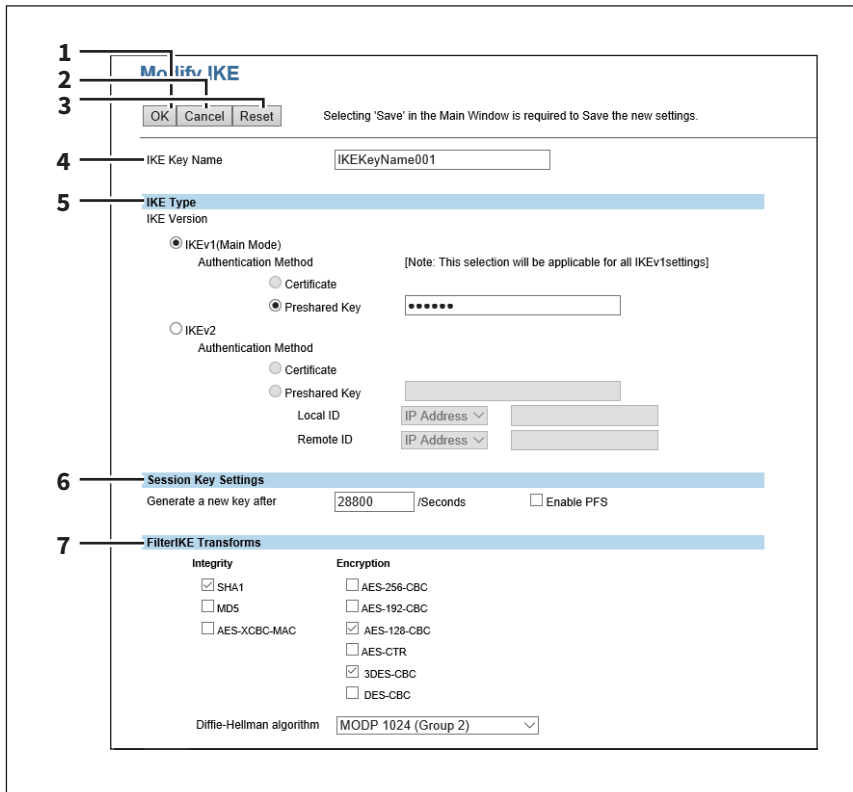 1
2
3
Modify IKE
OK Cancel Reset Selecting 'Save' in the Main Window is required to Save the new settings.
4 IKE Key Name IKEKeyName001
5 IKE Type
IKE Version
IKEv1(Main Mode)
Authentication Method [Note: This selection will be applicable for all IKEv1settings]
Certificate
Preshared Key ●●●●●●
IKEv2
Authentication Method
Certificate
Preshared Key
Local ID IP Address
Remote ID IP Address
6 Session Key Settings
Generate a new key after 28800 /Seconds Enable PFS
7 FilterIKE Transforms
Integrity Encryption
SHA1 AES-256-CBC
MD5 AES-192-CBC
AES-XCBC-MAC AES-128-CBC
AES-CTR
3DES-CBC
DES-CBC
Diffie-Hellman algorithm MODP 1024 (Group 2)